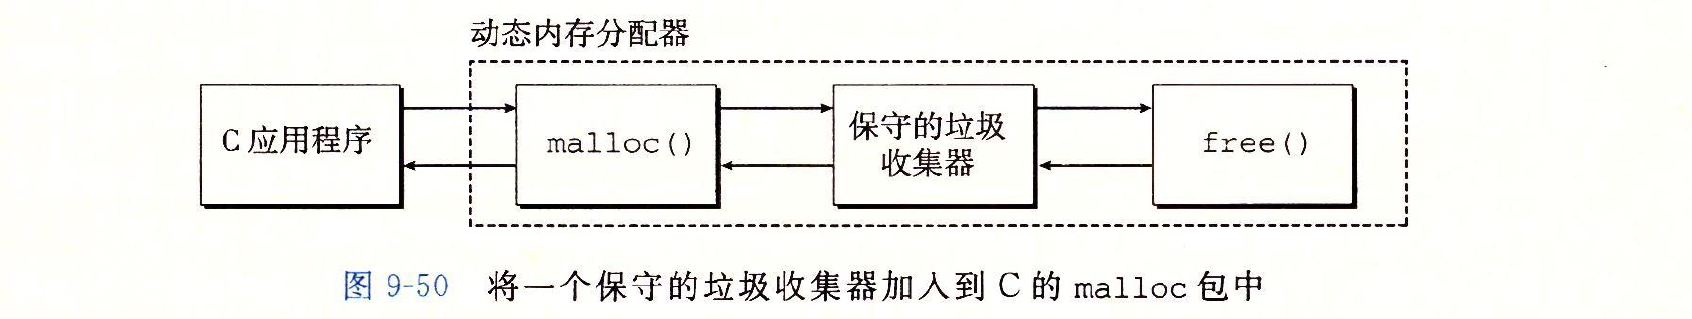 动态内存分配器
C 应用程序
malloc()
保守的垃圾
收集器
free()
图 9-50 将一个保守的垃圾收集器加入到 C 的 malloc 包中